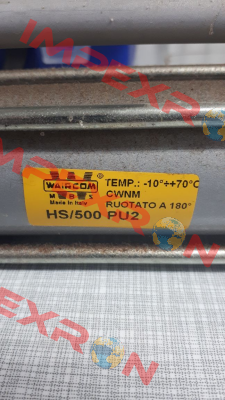 WAIRCOM ®
M B S
Made in Italy
TEMP.: -10°÷+70°C
CWNM
RUOTATO A 180°
HS/500 PU2
IMPEXRON
IMPEXRON